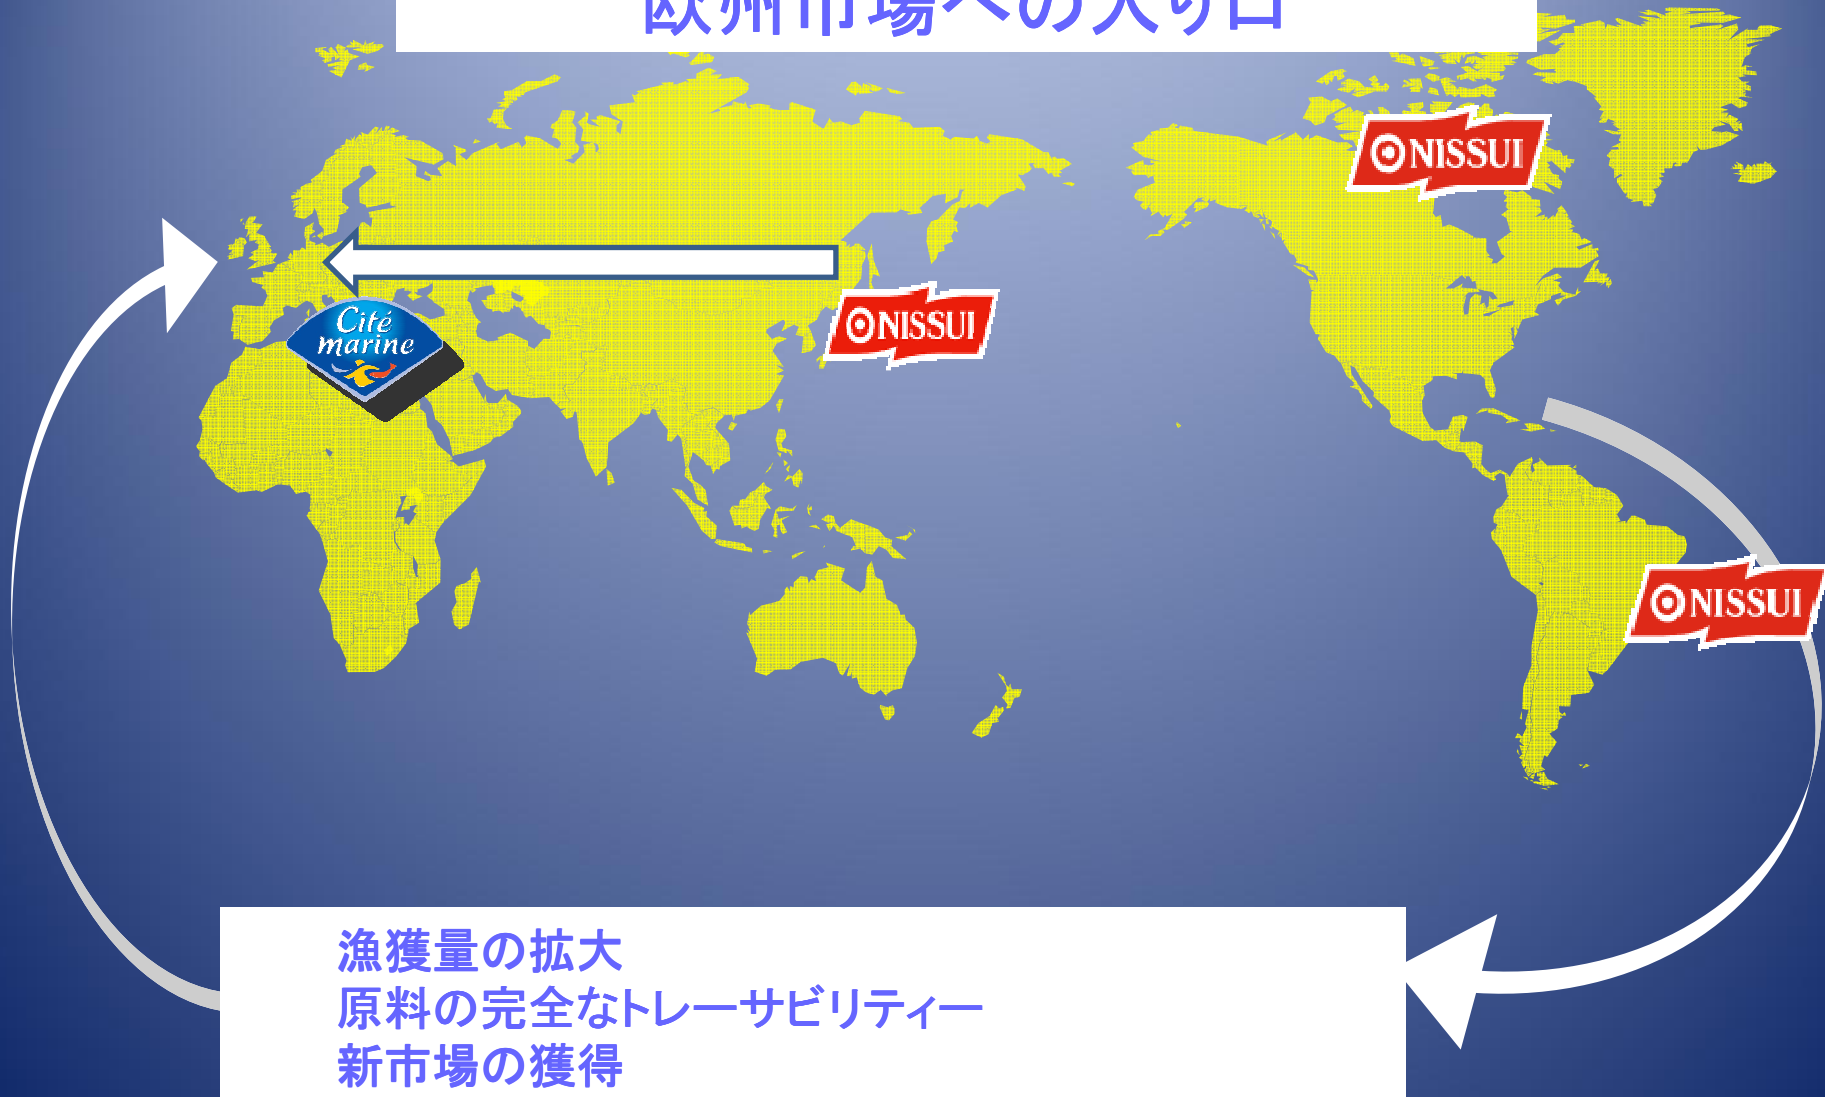 欧州市場への入り口
NISSUI
NISSUI
Cité
marine
NISSUI
漁獲量の拡大
原料の完全なトレーサビリティー
新市場の獲得